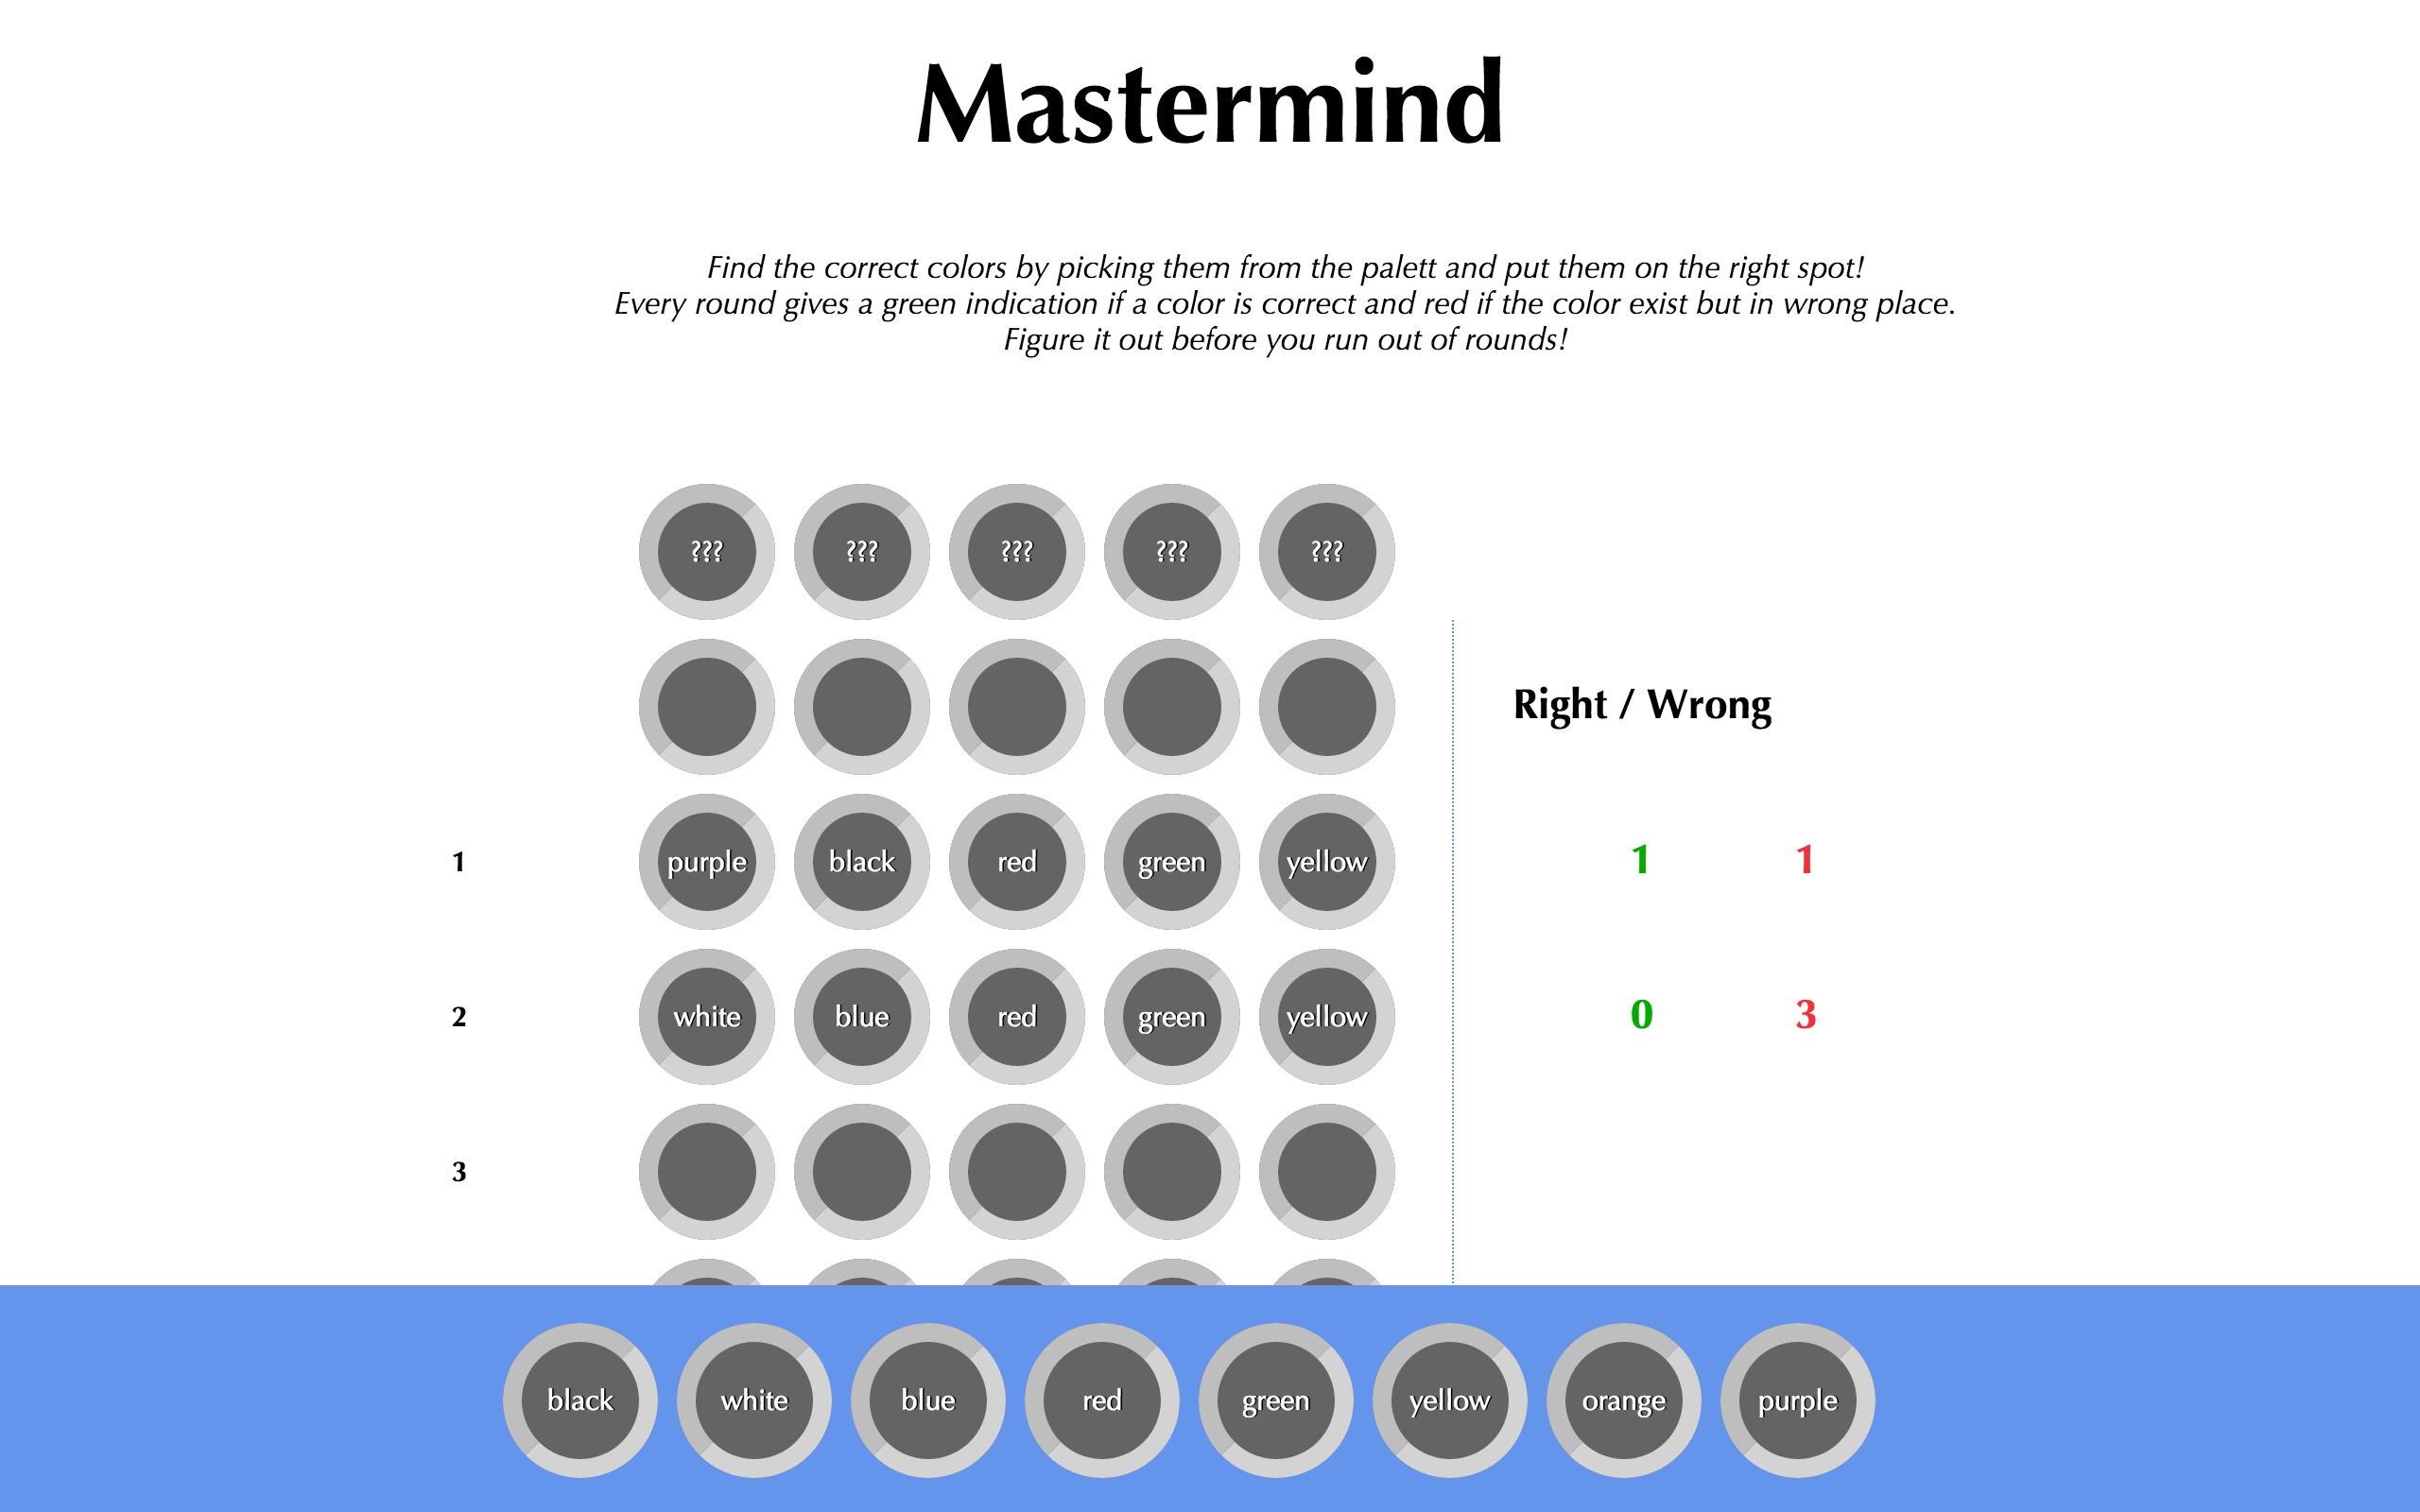 Mastermind
Find the correct colors by picking them from the palett and put them on the right spot!
Every round gives a green indication if a color is correct and red if the color exist but in wrong place.
Figure it out before you run out of rounds!
??? ??? ??? ??? ???
Right / Wrong
1 purple black red green yellow 1 1
2 white blue red green yellow 0 3
3
black white blue red green yellow orange purple